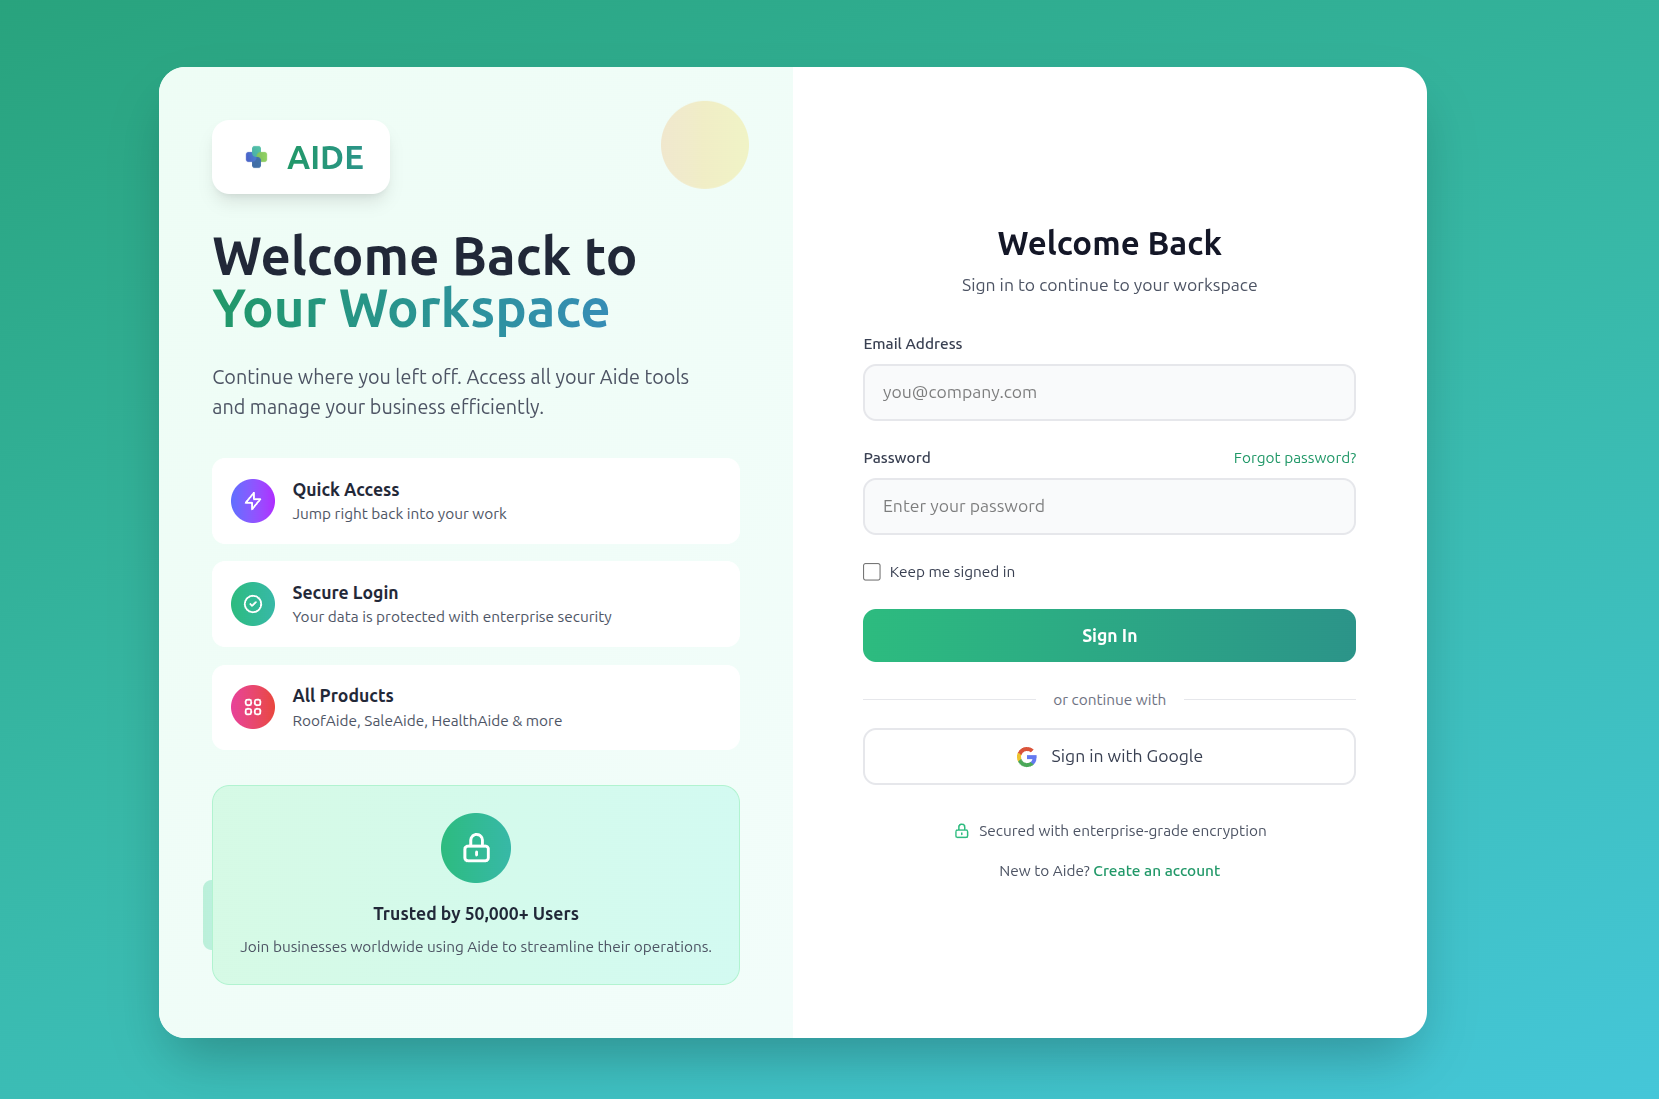 AIDE
Welcome Back to
Your Workspace
Continue where you left off. Access all your Aide tools
and manage your business efficiently.
Quick Access
Jump right back into your work
Secure Login
Your data is protected with enterprise security
All Products
RoofAide, SaleAide, HealthAide & more
Trusted by 50,000+ Users
Join businesses worldwide using Aide to streamline their operations.
Welcome Back
Sign in to continue to your workspace
Email Address
you@company.com
Password
Forgot password?
Enter your password
Keep me signed in
Sign In
or continue with
Sign in with Google
Secured with enterprise-grade encryption
New to Aide? Create an account